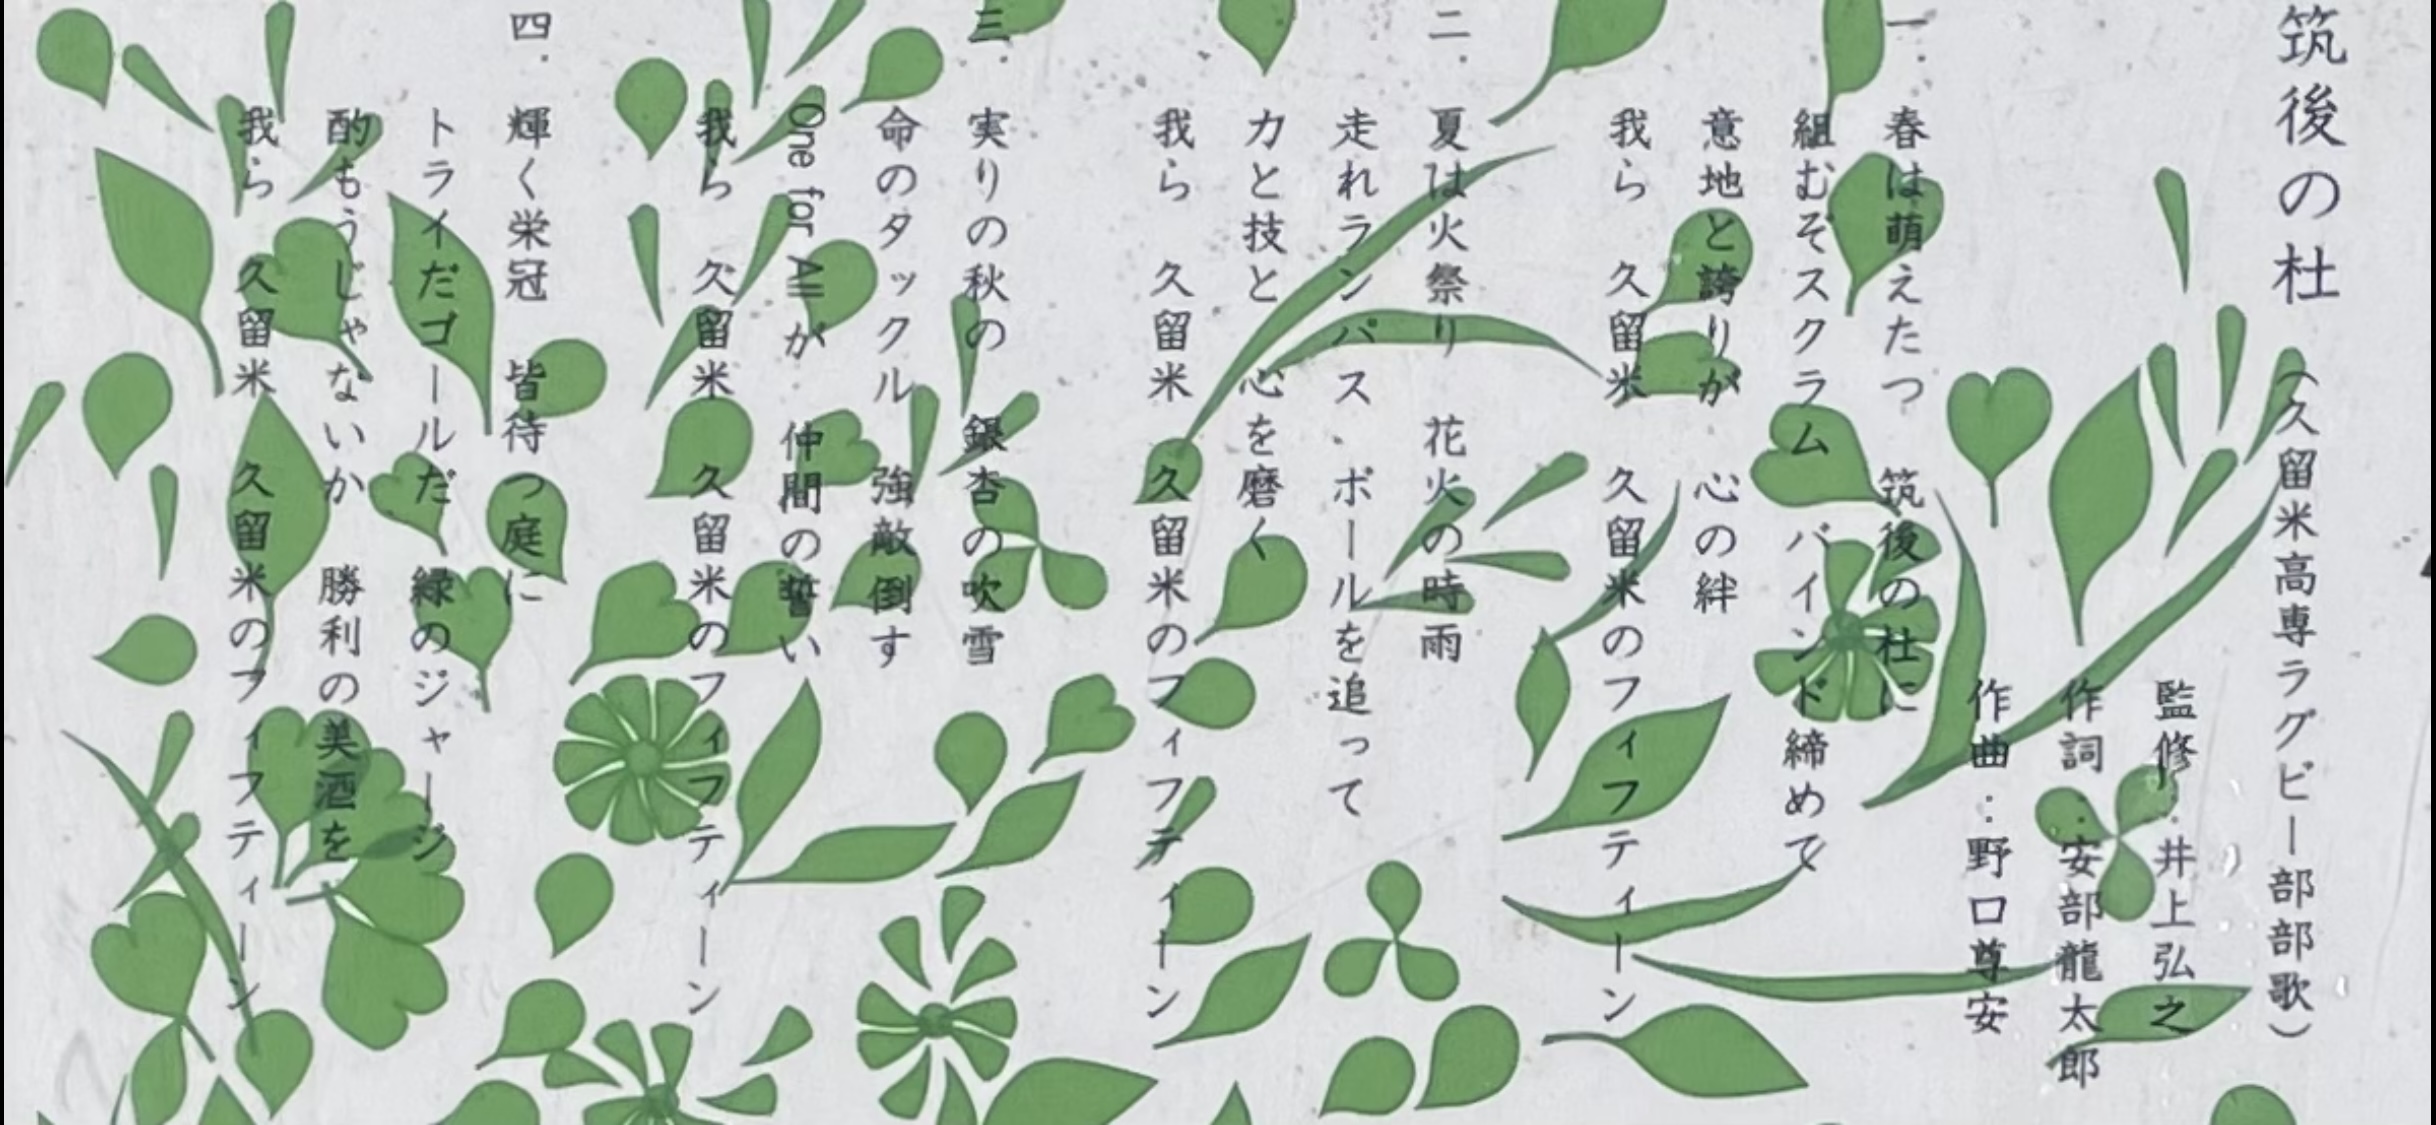 筑後の杜 (久留米高専ラグビー部部歌)
監修:井上弘之
作詞:安部龍太郎
作曲:野口尊安
一. 春は萌えたつ 筑後の杜に
組むぞスクラム バインド締めて
意地と誇りが 心の絆
我ら 久留米 久留米のフィフティーン
二. 夏は火祭り 花火の時雨
走れランパス、ボールを追って
力と技と 心を磨く
我ら 久留米 久留米のフィフティーン
三. 実りの秋の 銀杏の吹雪
命のタックル 強敵倒す
One for All が 仲間の誓い
我ら 久留米 久留米のフィフティーン
四. 輝く栄冠 皆待つ庭に
トライだゴールだ 緑のジャージ
酌もうじゃないか 勝利の美酒を
我ら 久留米 久留米のフィフティーン